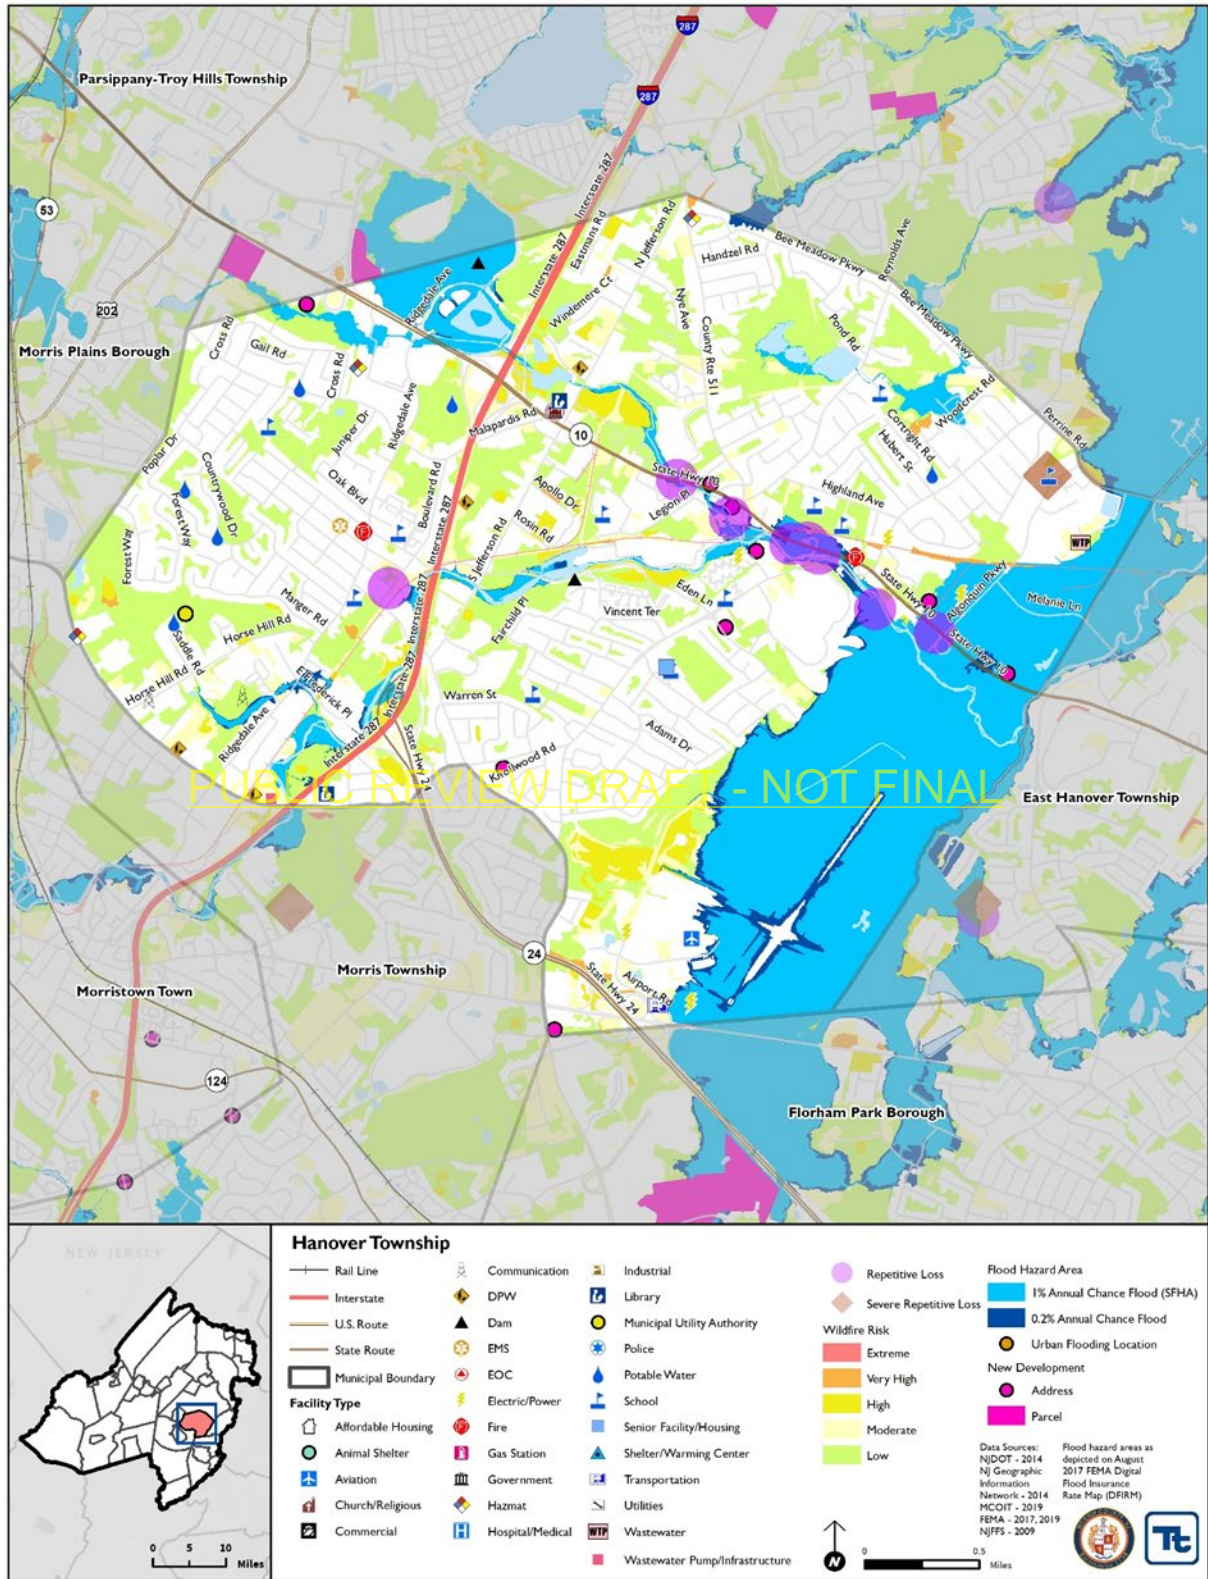 287
287
Parsippany-Troy Hills Township
Interstate 287
53
Interstate 287
Eastmans Rd
N Jefferson Rd
Handzel Rd
Bee Meadow Pkwy
Reynolds Ave
202
Ridgedale Ave
Windemere Ct
Nye Ave
County Rte 511
Pond Rd
Bee Meadow Pkwy
Morris Plains Borough
Cross Rd
Gail Rd
Cross Rd
Juniper Dr
Ridgedale Ave
Malapardis Rd
10
Woodcrest Rd
Cortright Rd
Hubert St
Perrine Rd
Poplar Dr
Countrywood Dr
Forest Way
Forest Way
Oak Blvd
Boulevard Rd
Interstate 287
Apollo Dr
Rosin Rd
State Hwy 10
Legion Pl
Highland Ave
S Jefferson Rd
WTP
Interstate 287
Manger Rd
Fairchild Pl
Eden Ln
Vincent Ter
State Hwy 10
Algonquin Pkwy
Melanie Ln
State Hwy 10
Saddle Rd
Horse Hill Rd
Horse Hill Rd
E Frederick Pl
Interstate 287
Ridgedale Ave
Interstate 287
Warren St
State Hwy 24
Adams Dr
Knollwood Rd
PUBLIC REVIEW DRAFT - NOT FINAL
East Hanover Township
24
Morris Township
Morristown Town
State Hwy 24
Airport Rd
124
Florham Park Borough
NEW JERSEY
0 5 10
Miles
Hanover Township
Rail Line
Interstate
U.S. Route
State Route
Municipal Boundary
Facility Type
Affordable Housing
Animal Shelter
Aviation
Church/Religious
Commercial
Communication
DPW
Dam
EMS
EOC
Electric/Power
Fire
Gas Station
Government
Hazmat
Hospital/Medical
Industrial
Library
Municipal Utility Authority
Police
Potable Water
School
Senior Facility/Housing
Shelter/Warming Center
Transportation
Utilities
WTP Wastewater
Wastewater Pump/Infrastructure
Repetitive Loss
Severe Repetitive Loss
Wildfire Risk
Extreme
Very High
High
Moderate
Low
Flood Hazard Area
1% Annual Chance Flood (SFHA)
0.2% Annual Chance Flood
Urban Flooding Location
New Development
Address
Parcel
Data Sources:
NJDOT - 2014
NJ Geographic
Information
Network - 2014
MCOIT - 2019
FEMA - 2017, 2019
NJFFS - 2009
Flood hazard areas as
depicted on August
2017 FEMA Digital
Flood Insurance
Rate Map (DFIRM)
N
0 0.5
Miles
Tt